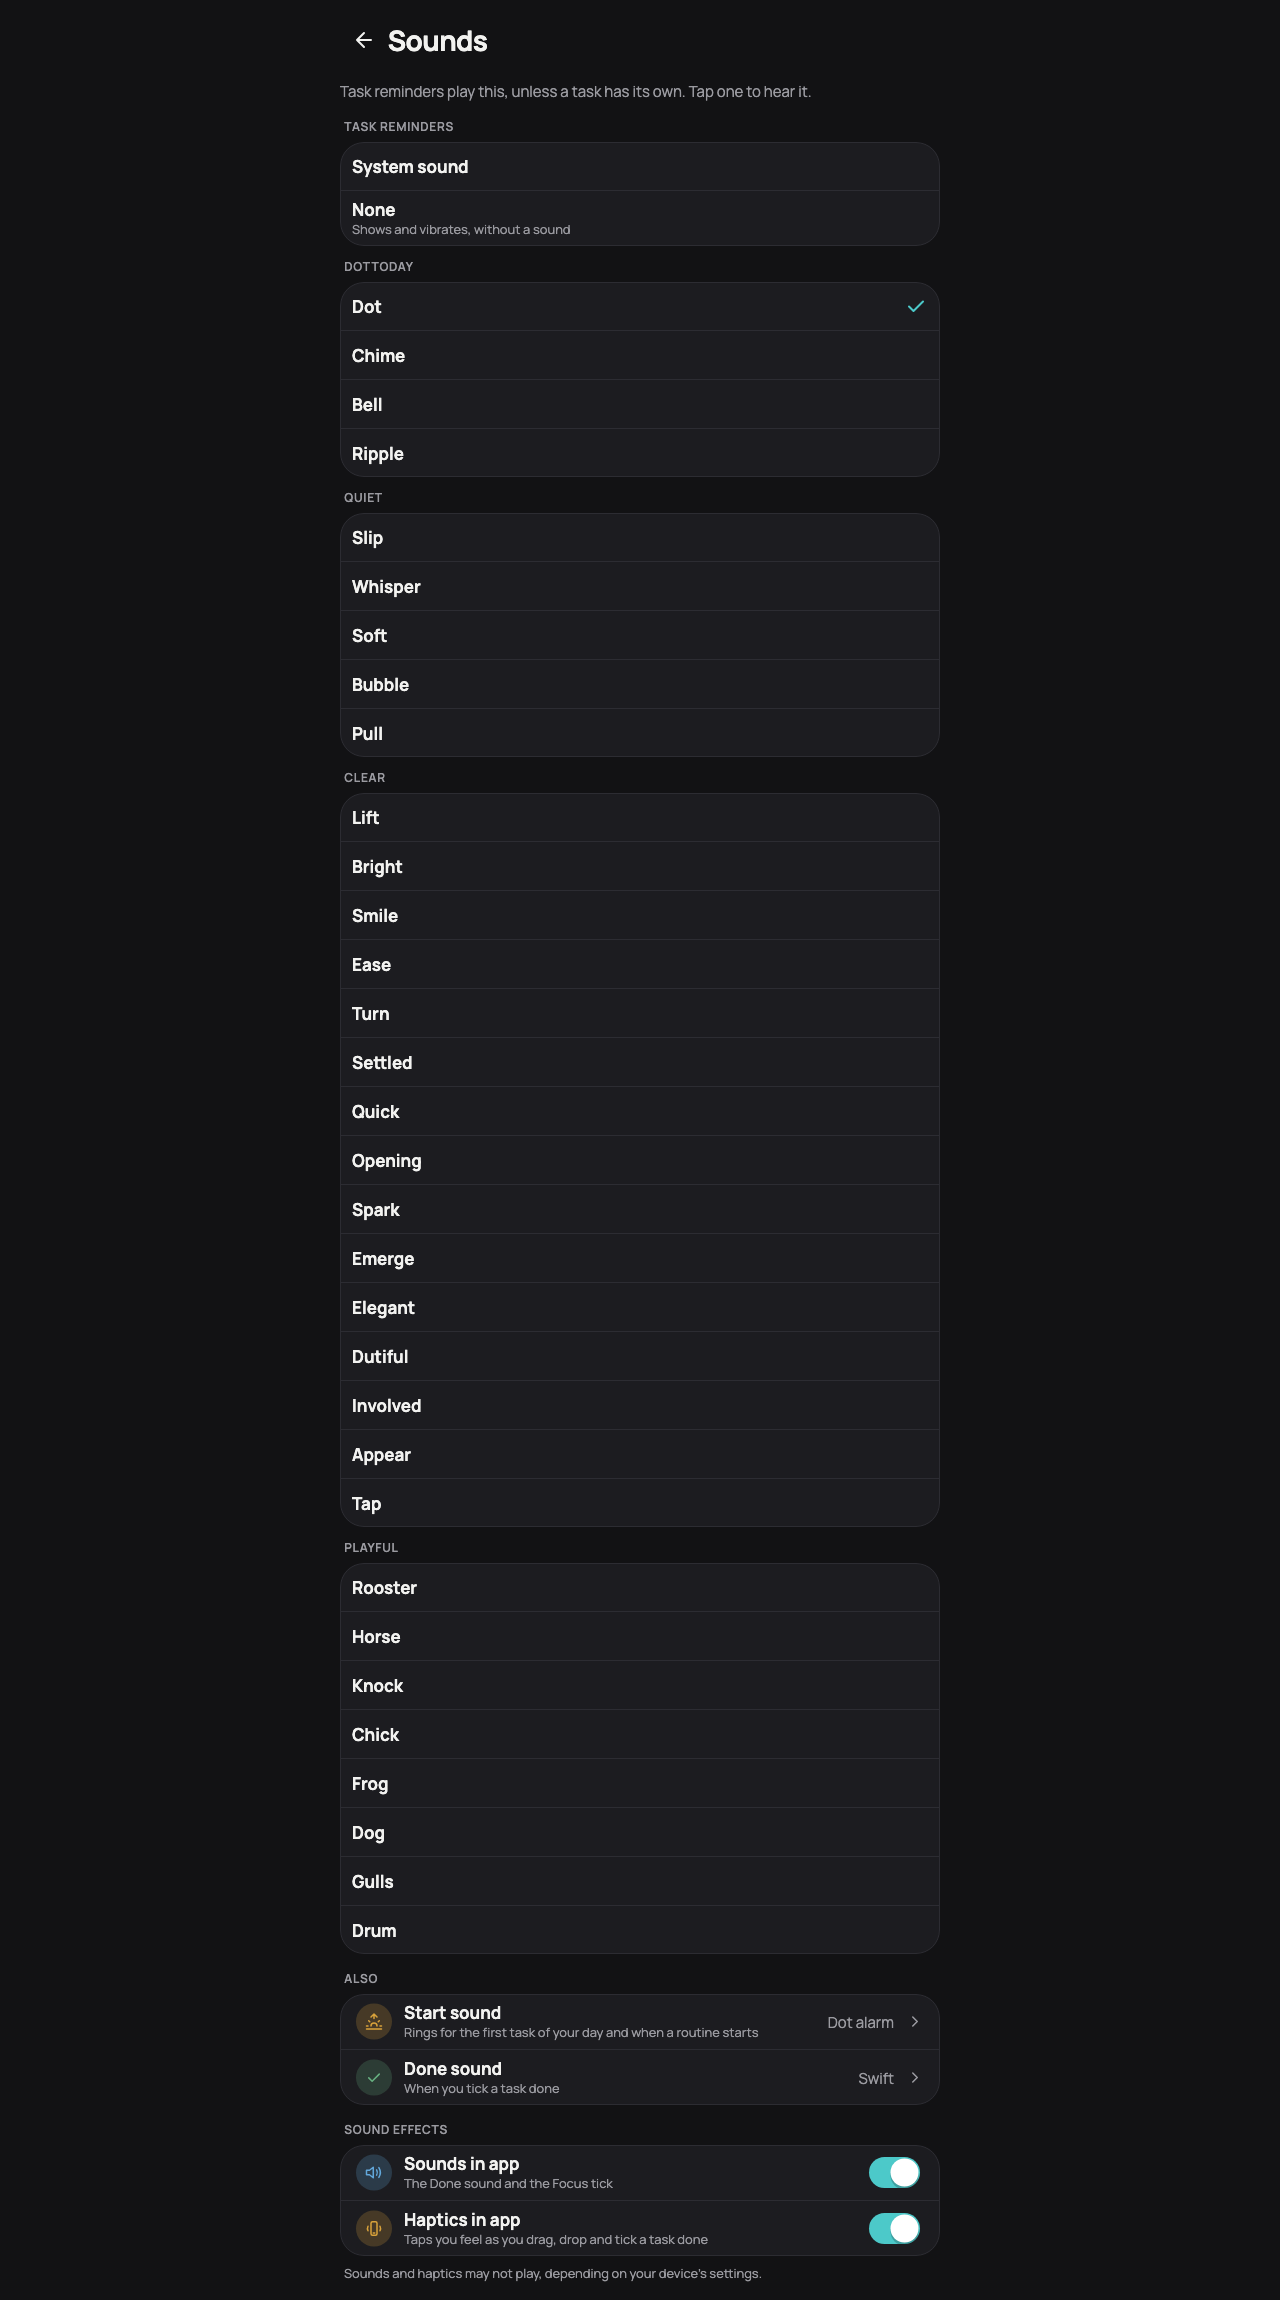 Sounds
Task reminders play this, unless a task has its own. Tap one to hear it.
TASK REMINDERS
System sound
None
Shows and vibrates, without a sound
DOTTODAY
Dot
Chime
Bell
Ripple
QUIET
Slip
Whisper
Soft
Bubble
Pull
CLEAR
Lift
Bright
Smile
Ease
Turn
Settled
Quick
Opening
Spark
Emerge
Elegant
Dutiful
Involved
Appear
Tap
PLAYFUL
Rooster
Horse
Knock
Chick
Frog
Dog
Gulls
Drum
ALSO
Start sound
Rings for the first task of your day and when a routine starts
Dot alarm
Done sound
When you tick a task done
Swift
SOUND EFFECTS
Sounds in app
The Done sound and the Focus tick
Haptics in app
Taps you feel as you drag, drop and tick a task done
Sounds and haptics may not play, depending on your device's settings.